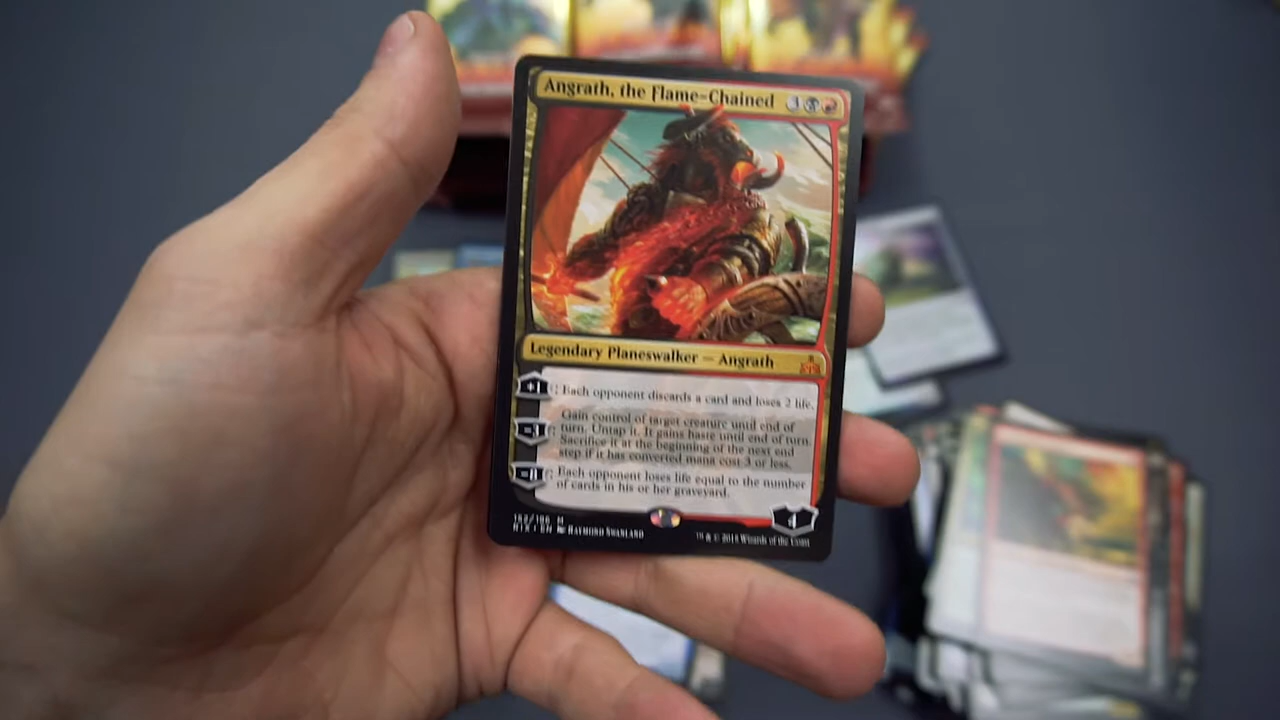 Angrath, the Flame-Chained 3
Legendary Planeswalker — Angrath
+1: Each opponent discards a card and loses 2 life.
Gain control of target creature until end of
-3: turn. Untap it. It gains haste until end of turn.
Sacrifice it at the beginning of the next end
step if it has converted mana cost 3 or less.
-8: Each opponent loses life equal to the number
of cards in his or her graveyard.
4
M
RIX • EN RAYMOND SWANLAND
™ & © 2018 Wizards of the Coast